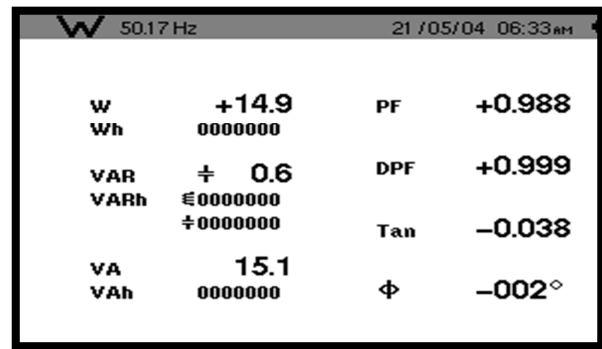 W 50.17 Hz 21/05/04 06:33AM
W +14.9 PF +0.988
Wh 0000000
VAR ≑ 0.6 DPF +0.999
VARh ⋚0000000
≑0000000 Tan −0.038
VA 15.1
VAh 0000000 Φ −002°